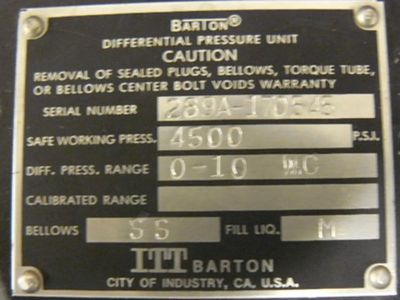 BARTON®
DIFFERENTIAL PRESSURE UNIT
CAUTION
REMOVAL OF SEALED PLUGS, BELLOWS, TORQUE TUBE,
OR BELLOWS CENTER BOLT VOIDS WARRANTY
SERIAL NUMBER 289A-170545
SAFE WORKING PRESS. 4500 P.S.I.
DIFF. PRESS. RANGE 0-10 WC
CALIBRATED RANGE
BELLOWS SS FILL LIQ. M
ITT BARTON
CITY OF INDUSTRY, CA. U.S.A.